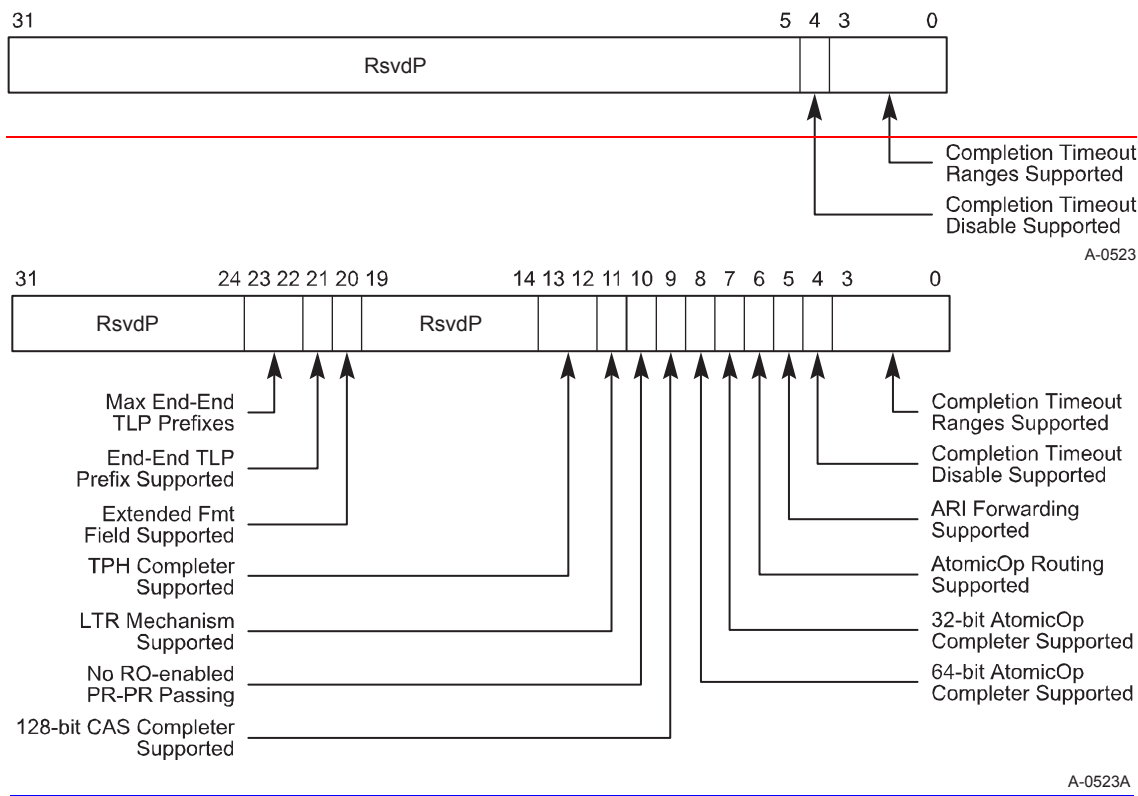 31 5 4 3 0
RsvdP
Completion Timeout
Ranges Supported
Completion Timeout
Disable Supported
A-0523
31 24 23 22 21 20 19 14 13 12 11 10 9 8 7 6 5 4 3 0
RsvdP RsvdP
Max End-End
TLP Prefixes
End-End TLP
Prefix Supported
Extended Fmt
Field Supported
TPH Completer
Supported
LTR Mechanism
Supported
No RO-enabled
PR-PR Passing
128-bit CAS Completer
Supported
Completion Timeout
Ranges Supported
Completion Timeout
Disable Supported
ARI Forwarding
Supported
AtomicOp Routing
Supported
32-bit AtomicOp
Completer Supported
64-bit AtomicOp
Completer Supported
A-0523A